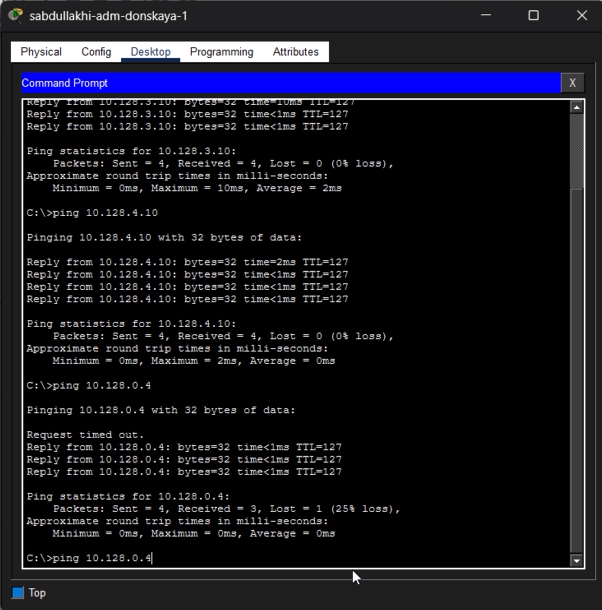 sabdullakhi-adm-donskaya-1
Physical Config Desktop Programming Attributes
Command Prompt X
Reply from 10.128.3.10: bytes=32 time=10ms TTL=127
Reply from 10.128.3.10: bytes=32 time<1ms TTL=127
Reply from 10.128.3.10: bytes=32 time<1ms TTL=127
Ping statistics for 10.128.3.10:
Packets: Sent = 4, Received = 4, Lost = 0 (0% loss),
Approximate round trip times in milli-seconds:
Minimum = 0ms, Maximum = 10ms, Average = 2ms
C:\>ping 10.128.4.10
Pinging 10.128.4.10 with 32 bytes of data:
Reply from 10.128.4.10: bytes=32 time=2ms TTL=127
Reply from 10.128.4.10: bytes=32 time<1ms TTL=127
Reply from 10.128.4.10: bytes=32 time<1ms TTL=127
Reply from 10.128.4.10: bytes=32 time<1ms TTL=127
Ping statistics for 10.128.4.10:
Packets: Sent = 4, Received = 4, Lost = 0 (0% loss),
Approximate round trip times in milli-seconds:
Minimum = 0ms, Maximum = 2ms, Average = 0ms
C:\>ping 10.128.0.4
Pinging 10.128.0.4 with 32 bytes of data:
Request timed out.
Reply from 10.128.0.4: bytes=32 time<1ms TTL=127
Reply from 10.128.0.4: bytes=32 time<1ms TTL=127
Reply from 10.128.0.4: bytes=32 time<1ms TTL=127
Ping statistics for 10.128.0.4:
Packets: Sent = 4, Received = 3, Lost = 1 (25% loss),
Approximate round trip times in milli-seconds:
Minimum = 0ms, Maximum = 0ms, Average = 0ms
C:\>ping 10.128.0.4
Top